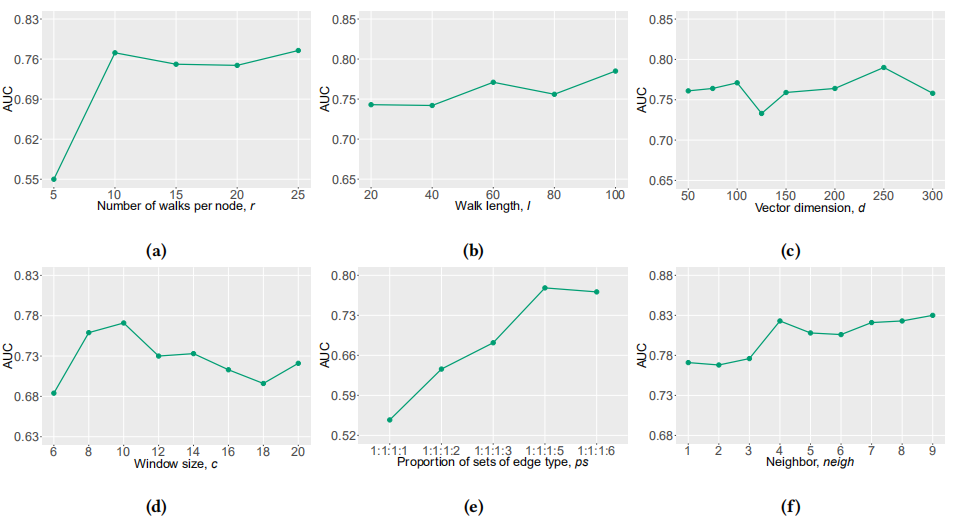 0.83
0.76
0.69
0.62
0.55
AUC
5 10 15 20 25
Number of walks per node, r
(a)
0.85
0.80
0.75
0.70
0.65
AUC
20 40 60 80 100
Walk length, l
(b)
0.85
0.80
0.75
0.70
0.65
AUC
50 100 150 200 250 300
Vector dimension, d
(c)
0.83
0.78
0.73
0.68
0.63
AUC
6 8 10 12 14 16 18 20
Window size, c
(d)
0.80
0.73
0.66
0.59
0.52
AUC
1:1:1:1 1:1:1:2 1:1:1:3 1:1:1:5 1:1:1:6
Proportion of sets of edge type, ps
(e)
0.88
0.83
0.78
0.73
0.68
AUC
1 2 3 4 5 6 7 8 9
Neighbor, neigh
(f)